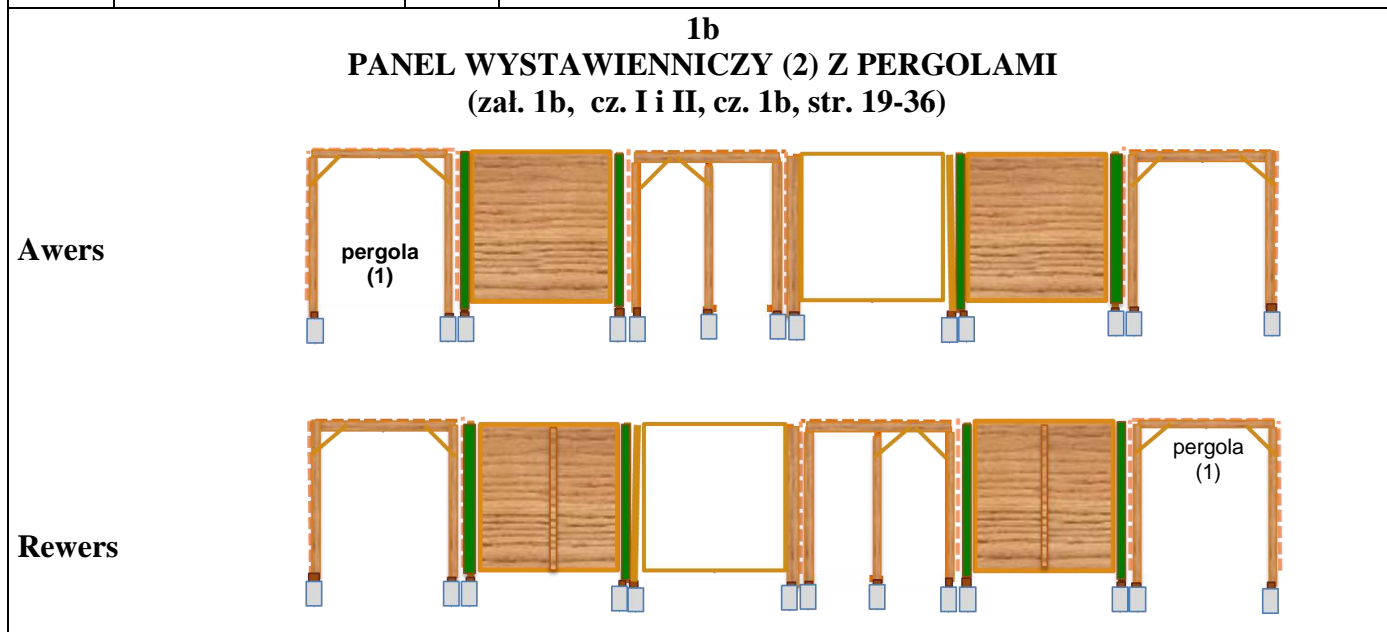 1b
PANEL WYSTAWIENNICZY (2) Z PERGOLAMI
(zał. 1b, cz. I i II, cz. 1b, str. 19-36)
Awers
pergola
(1)
pergola
(1)
Rewers